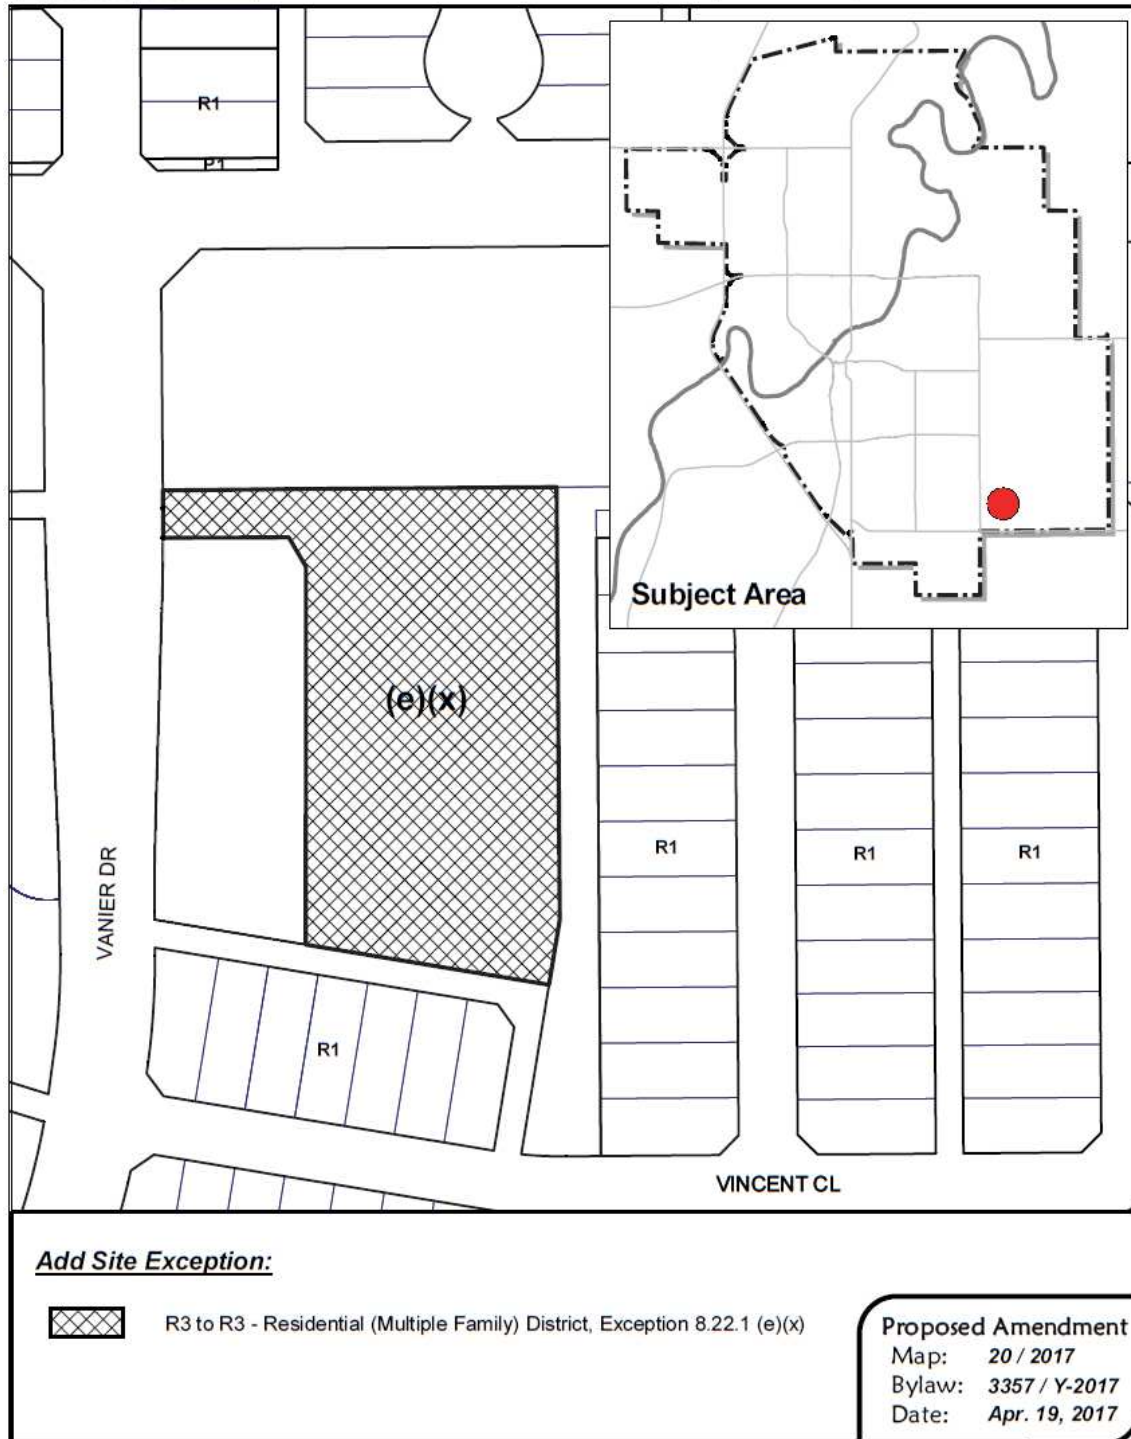 R1
P1
Subject Area
(e)(x)
R1
R1
R1
VANIER DR
R1
VINCENT CL
Add Site Exception:
R3 to R3 - Residential (Multiple Family) District, Exception 8.22.1 (e)(x)
Proposed Amendment
Map: 20 / 2017
Bylaw: 3357 / Y-2017
Date: Apr. 19, 2017